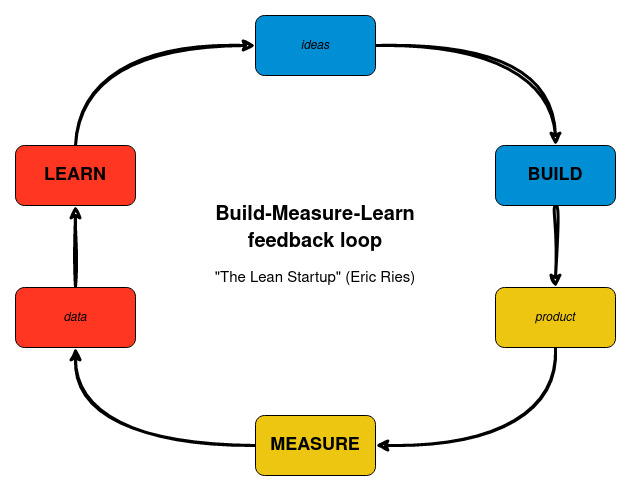 ideas
LEARN
BUILD
Build-Measure-Learn
feedback loop
"The Lean Startup" (Eric Ries)
data
product
MEASURE